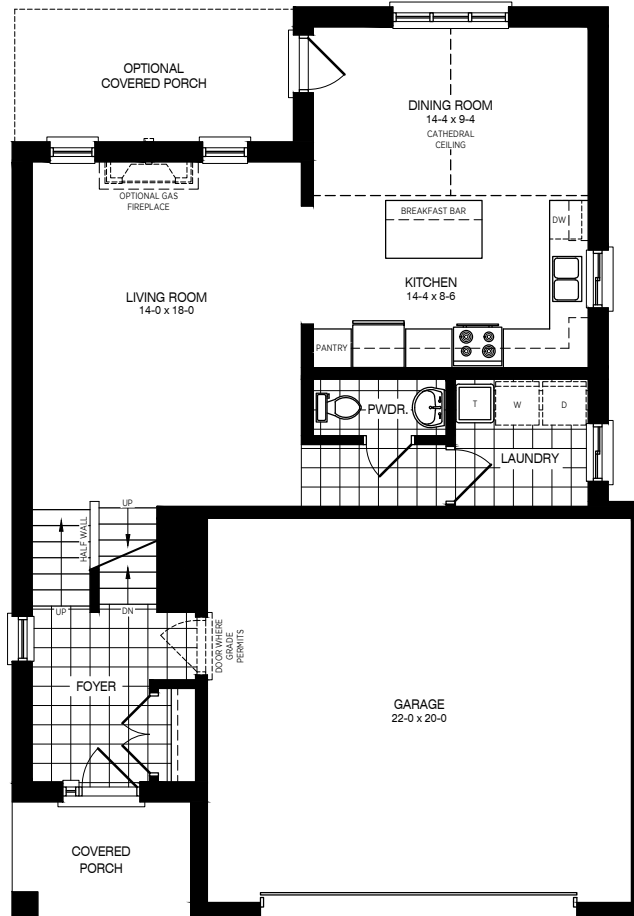 OPTIONAL
COVERED PORCH
DINING ROOM
14-4 x 9-4
CATHEDRAL
CEILING
OPTIONAL GAS
FIREPLACE
BREAKFAST BAR
DW
KITCHEN
14-4 x 8-6
LIVING ROOM
14-0 x 18-0
PANTRY
PWDR.
T
W
D
LAUNDRY
UP
HALF WALL
UP
DN
DOOR WHERE
GRADE
PERMITS
FOYER
GARAGE
22-0 x 20-0
COVERED
PORCH